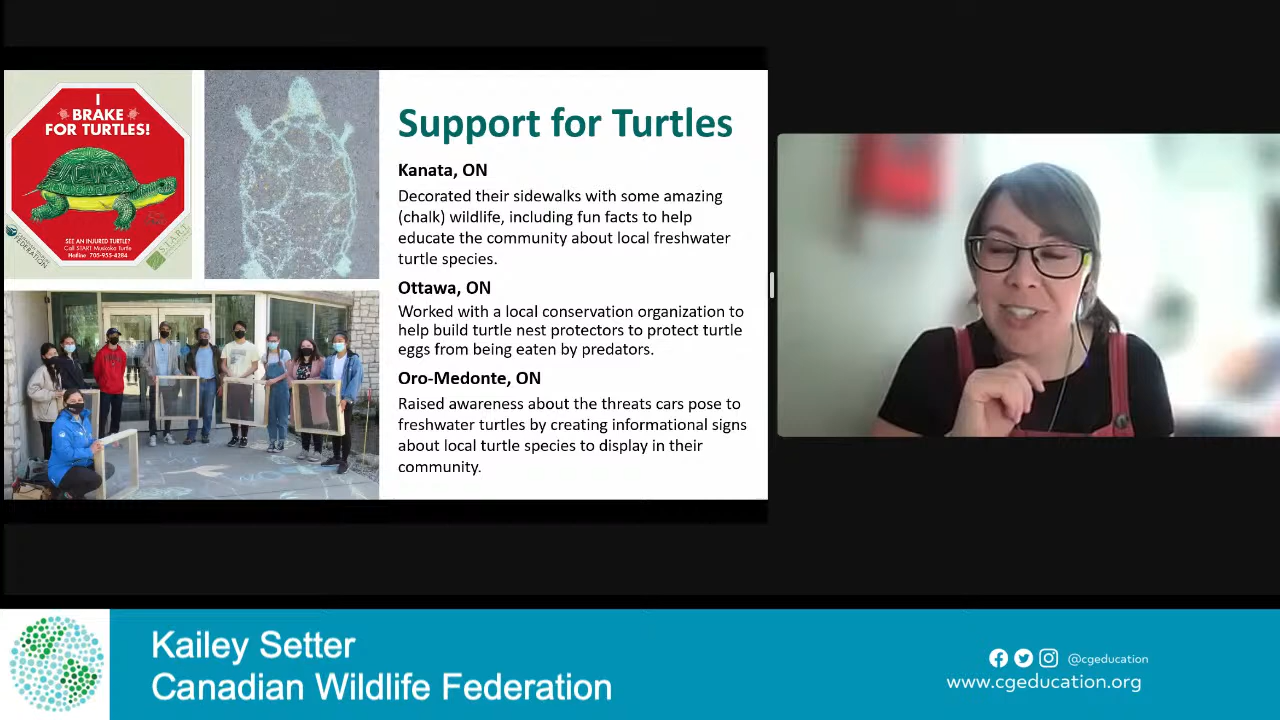 I
BRAKE
FOR TURTLES!
SEE AN INJURED TURTLE?
Call START Muskoka Turtle
Hotline 705-955-4284
FEDERATION
START
Support for Turtles
Kanata, ON
Decorated their sidewalks with some amazing
(chalk) wildlife, including fun facts to help
educate the community about local freshwater
turtle species.
Ottawa, ON
Worked with a local conservation organization to
help build turtle nest protectors to protect turtle
eggs from being eaten by predators.
Oro-Medonte, ON
Raised awareness about the threats cars pose to
freshwater turtles by creating informational signs
about local turtle species to display in their
community.
Kailey Setter
Canadian Wildlife Federation
@cgeducation
www.cgeducation.org